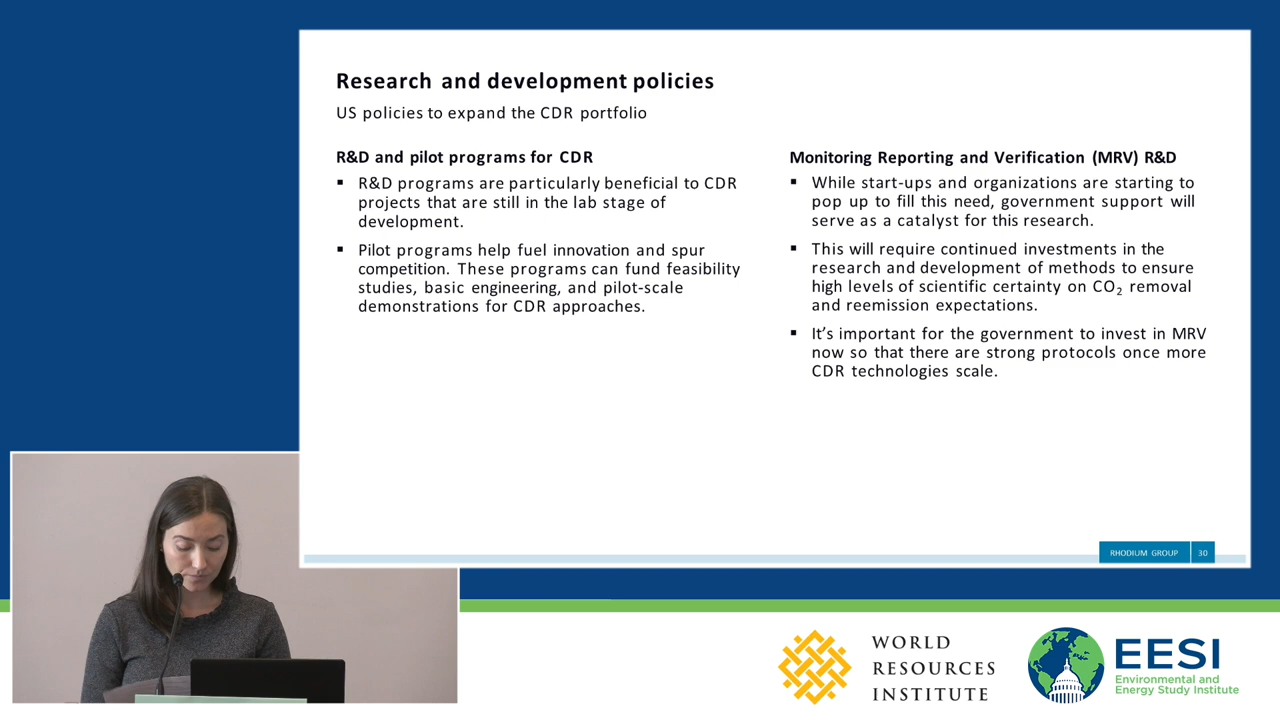 Research and development policies
US policies to expand the CDR portfolio
R&D and pilot programs for CDR
▪ R&D programs are particularly beneficial to CDR
projects that are still in the lab stage of
development.
▪ Pilot programs help fuel innovation and spur
competition. These programs can fund feasibility
studies, basic engineering, and pilot-scale
demonstrations for CDR approaches.
Monitoring Reporting and Verification (MRV) R&D
▪ While start-ups and organizations are starting to
pop up to fill this need, government support will
serve as a catalyst for this research.
▪ This will require continued investments in the
research and development of methods to ensure
high levels of scientific certainty on CO₂ removal
and reemission expectations.
▪ It’s important for the government to invest in MRV
now so that there are strong protocols once more
CDR technologies scale.
RHODIUM GROUP 30
WORLD
RESOURCES
INSTITUTE
EESI
Environmental and
Energy Study Institute